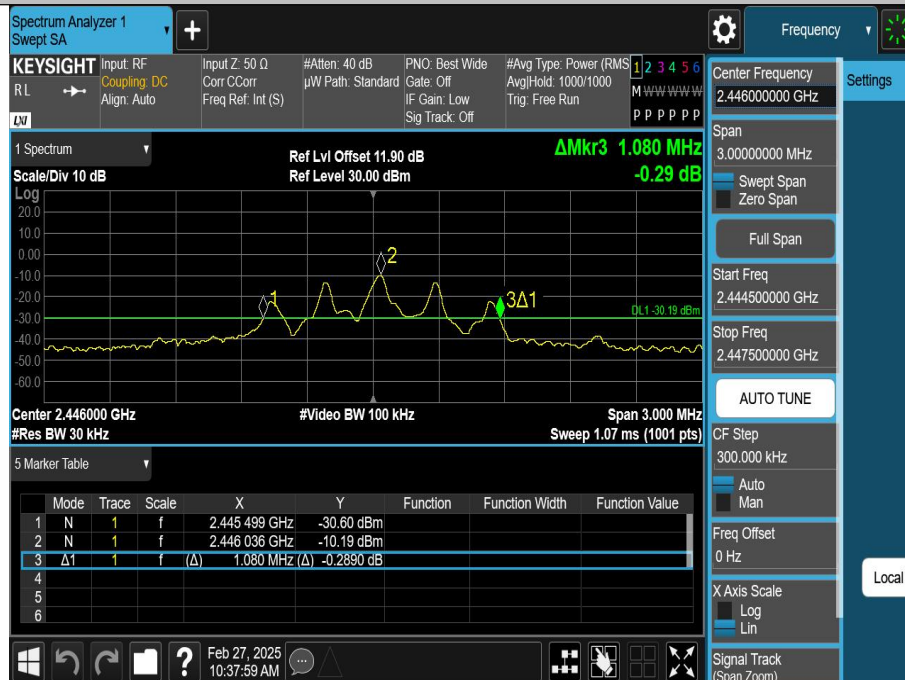 Spectrum Analyzer 1
Swept SA
+
Frequency
KEYSIGHT
RL
LXI
Input: RF
Coupling: DC
Align: Auto
Input Z: 50 Ω
Corr CCorr
Freq Ref: Int (S)
#Atten: 40 dB
µW Path: Standard
PNO: Best Wide
Gate: Off
IF Gain: Low
Sig Track: Off
#Avg Type: Power (RMS
Avg|Hold: 1000/1000
Trig: Free Run
1 2 3 4 5 6
M W W W W W
P P P P P P
1 Spectrum
Scale/Div 10 dB
Ref Lvl Offset 11.90 dB
Ref Level 30.00 dBm
ΔMkr3 1.080 MHz
-0.29 dB
Log
20.0
10.0
0.00
-10.0
-20.0
-30.0
-40.0
-50.0
-60.0
1
2
3Δ1
DL1 -30.19 dBm
Center 2.446000 GHz
#Video BW 100 kHz
Span 3.000 MHz
#Res BW 30 kHz
Sweep 1.07 ms (1001 pts)
5 Marker Table
Mode Trace Scale X Y Function Function Width Function Value
1 N 1 f 2.445 499 GHz -30.60 dBm
2 N 1 f 2.446 036 GHz -10.19 dBm
3 Δ1 1 f (Δ) 1.080 MHz (Δ) -0.2890 dB
4
5
6
Feb 27, 2025
10:37:59 AM
?
Center Frequency
2.446000000 GHz
Settings
Span
3.00000000 MHz
Swept Span
Zero Span
Full Span
Start Freq
2.444500000 GHz
Stop Freq
2.447500000 GHz
AUTO TUNE
CF Step
300.000 kHz
Auto
Man
Freq Offset
0 Hz
Local
X Axis Scale
Log
Lin
Signal Track
(Span Zoom)